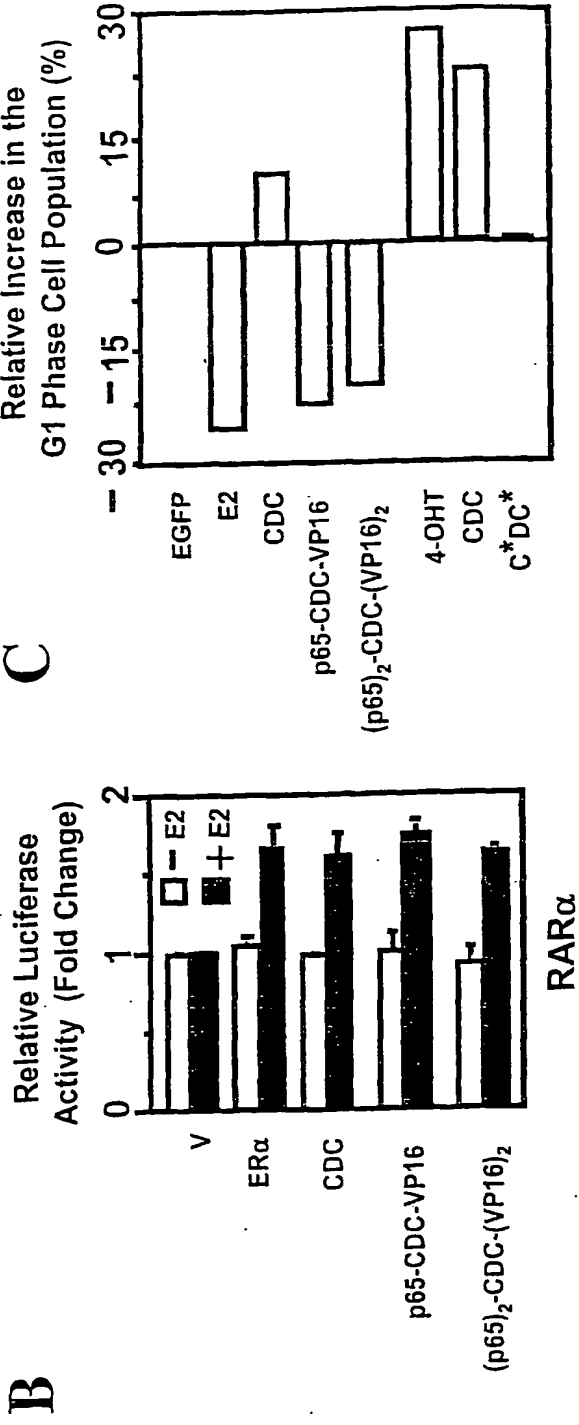 B
Relative Luciferase
Activity (Fold Change)
0 1 2
− E2
+ E2
V
ERα
CDC
p65-CDC-VP16
(p65)₂-CDC-(VP16)₂
RARα
C
Relative Increase in the
G1 Phase Cell Population (%)
− 30 − 15 0 15 30
EGFP
E2
CDC
p65-CDC-VP16
(p65)₂-CDC-(VP16)₂
4-OHT
CDC
C*DC*